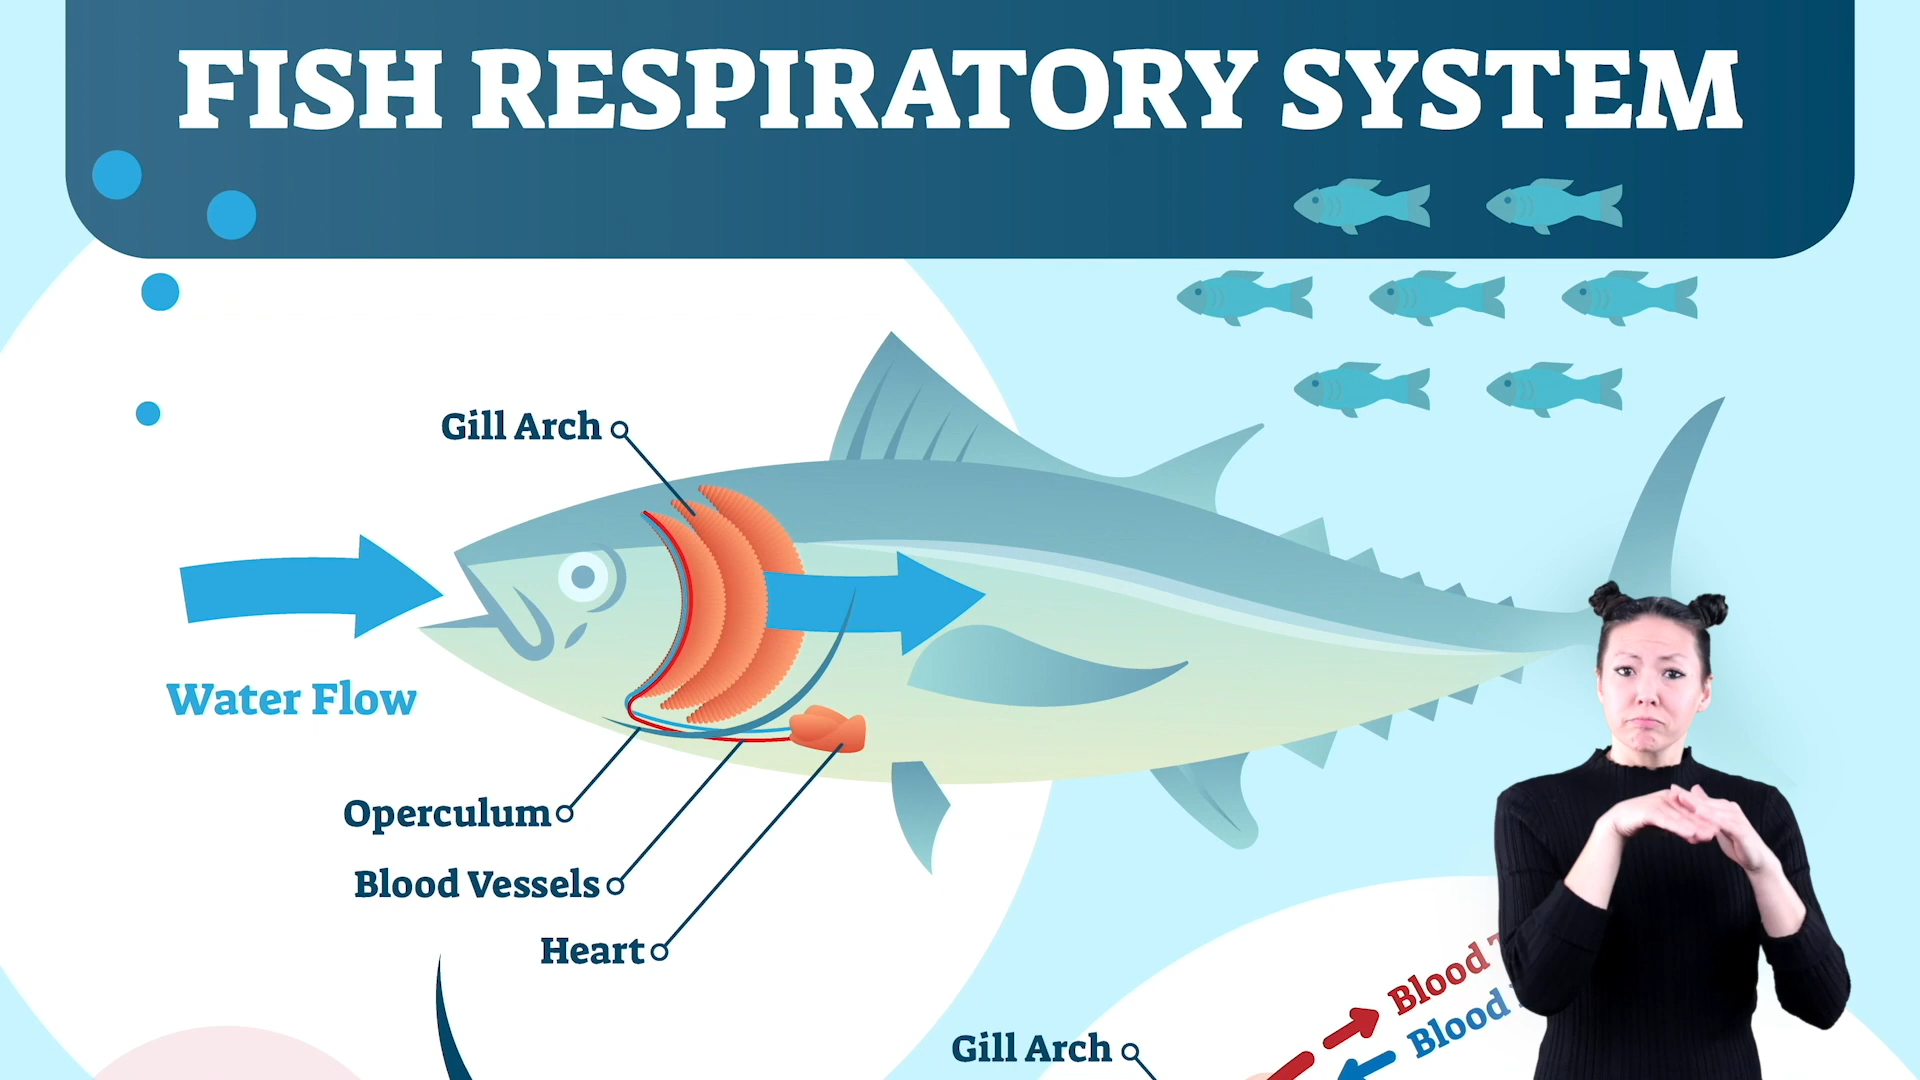 FISH RESPIRATORY SYSTEM
Gill Arch
Water Flow
Operculum
Blood Vessels
Heart
Gill Arch
Blood
Blood